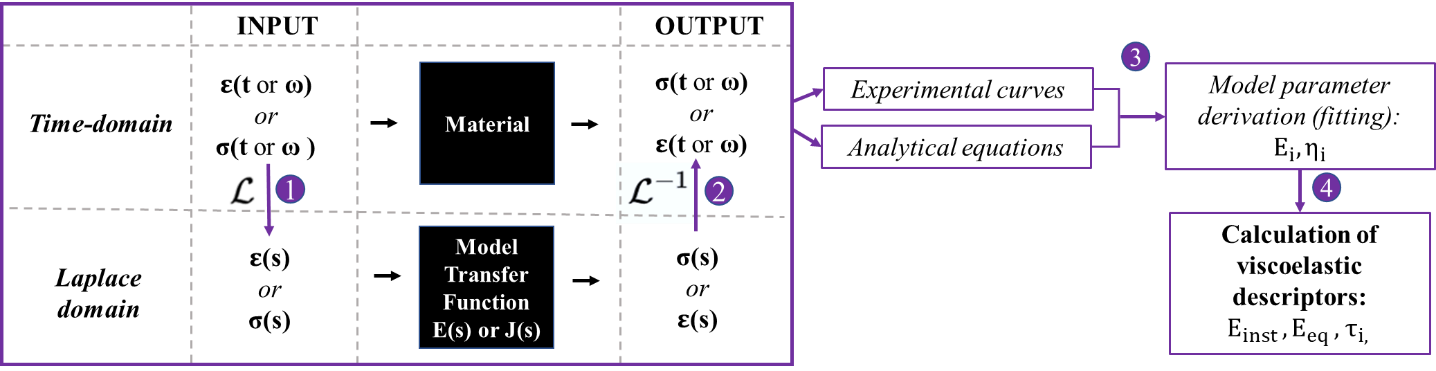 INPUT
OUTPUT
Time-domain
ε(t or ω)
or
σ(t or ω )
Material
σ(t or ω)
or
ε(t or ω)
ℒ
1
ℒ⁻¹
2
Laplace
domain
ε(s)
or
σ(s)
Model
Transfer
Function
E(s) or J(s)
σ(s)
or
ε(s)
Experimental curves
Analytical equations
3
Model parameter
derivation (fitting):
Eᵢ, ηᵢ
4
Calculation of
viscoelastic
descriptors:
E_inst , E_eq , τᵢ,